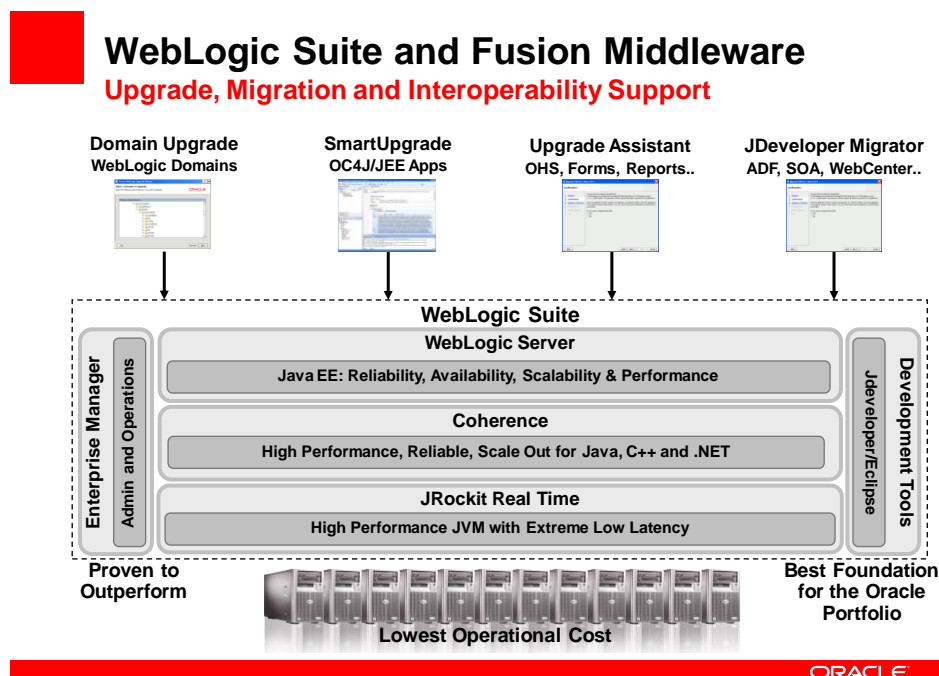 WebLogic Suite and Fusion Middleware
Upgrade, Migration and Interoperability Support
Domain Upgrade
WebLogic Domains
SmartUpgrade
OC4J/JEE Apps
Upgrade Assistant
OHS, Forms, Reports..
JDeveloper Migrator
ADF, SOA, WebCenter..
ORACLE
WebLogic Suite
Enterprise Manager
Admin and Operations
WebLogic Server
Java EE: Reliability, Availability, Scalability & Performance
Coherence
High Performance, Reliable, Scale Out for Java, C++ and .NET
JRockit Real Time
High Performance JVM with Extreme Low Latency
Jdeveloper/Eclipse
Development Tools
Proven to
Outperform
Lowest Operational Cost
Best Foundation
for the Oracle
Portfolio
ORACLE